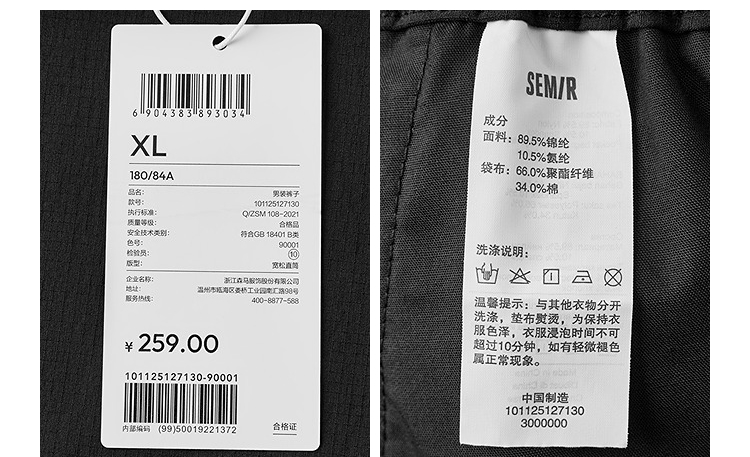 6 904383 893034
XL
180/84A
品名: 男装裤子
款号: 101125127130
执行标准: Q/ZSM 108-2021
质量等级: 合格品
安全技术类别: 符合GB 18401 B类
色号: 90001
检验员: 10
版型: 宽松直筒
企业名称: 浙江森马服饰股份有限公司
地址: 温州市瓯海区娄桥工业园南汇路98号
服务热线: 400-8877-588
¥ 259.00
101125127130-90001
内部编码 (99)50019221372
合格证
SEMIR
成分
面料: 89.5%锦纶
10.5%氨纶
袋布: 66.0%聚酯纤维
34.0%棉
洗涤说明:
温馨提示: 与其他衣物分开
洗涤, 垫布熨烫, 为保持衣
服色泽, 衣服浸泡时间不可
超过10分钟, 如有轻微褪色
属正常现象。
中国制造
101125127130
3000000